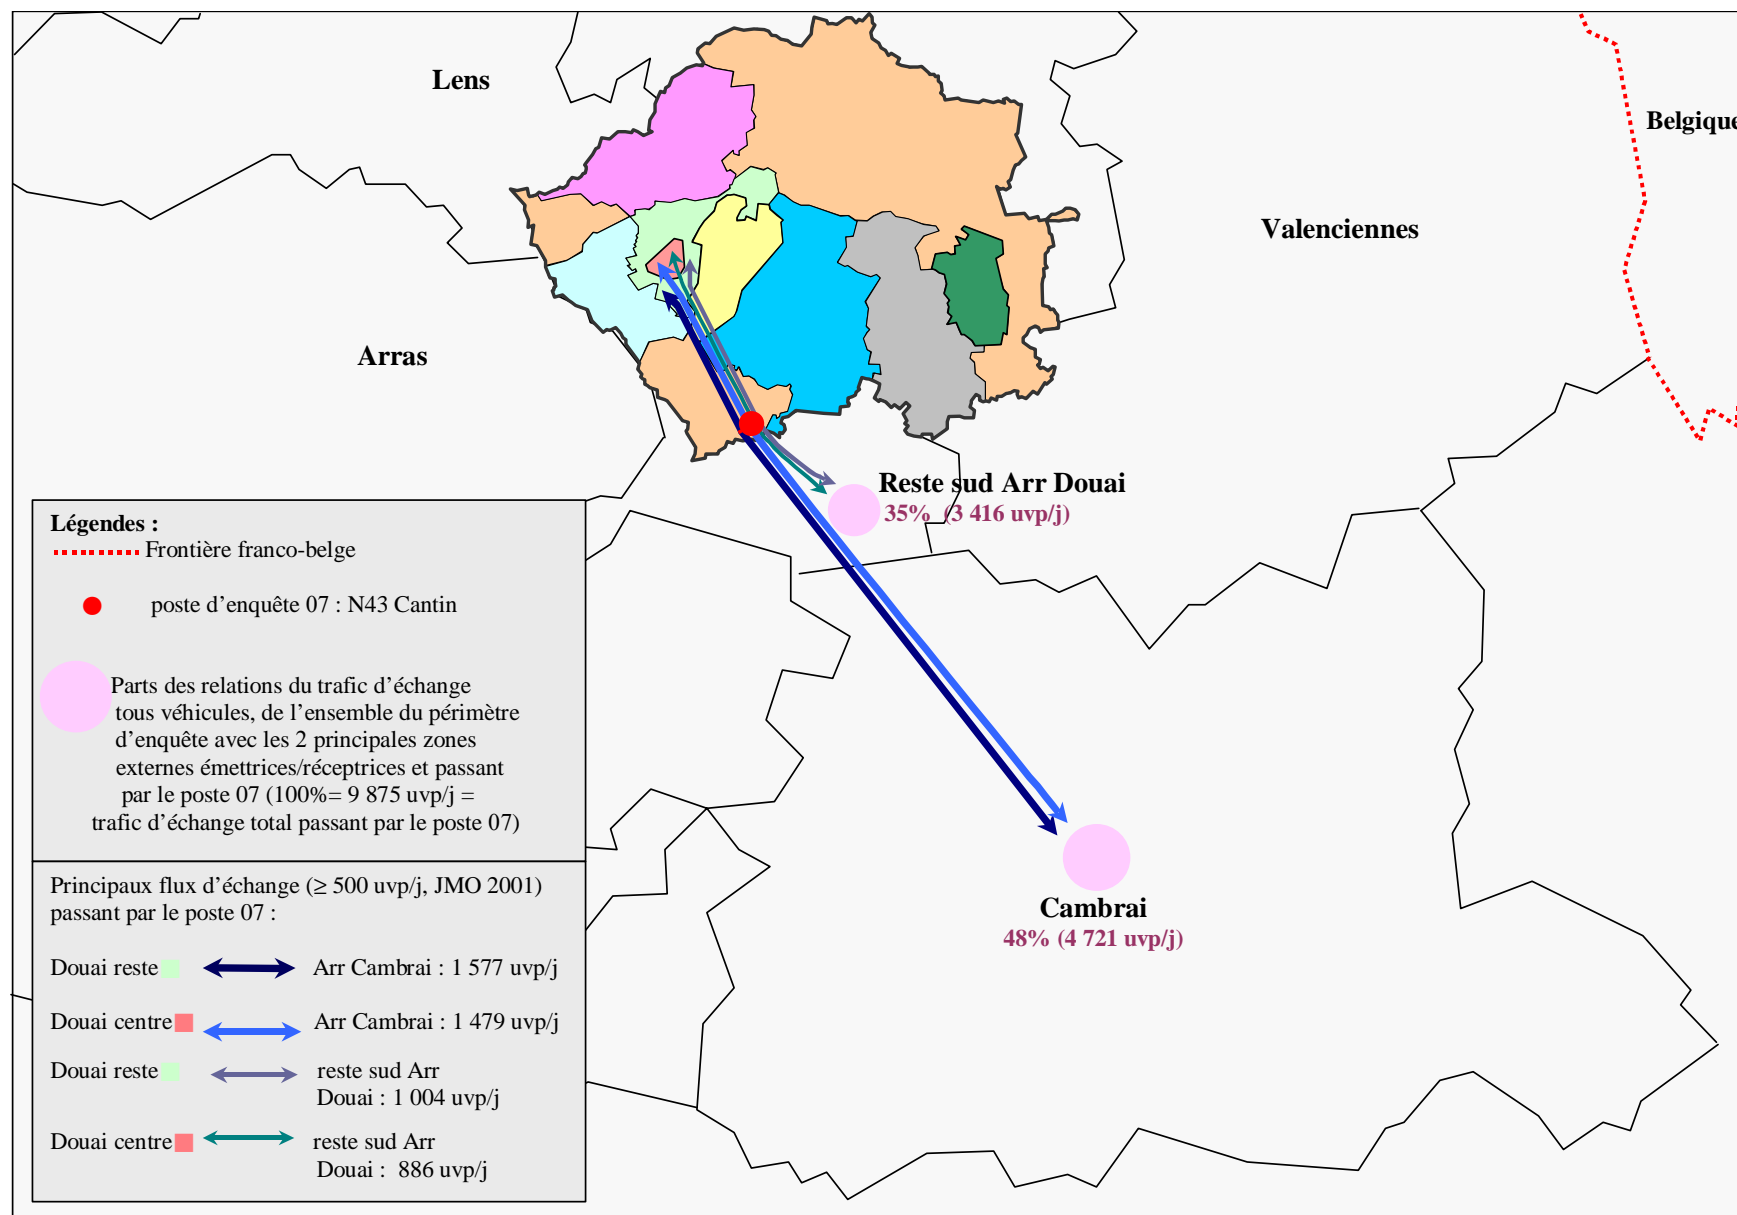 Lens
Belgique
Valenciennes
Arras
Reste sud Arr Douai
35% (3 416 uvp/j)
Cambrai
48% (4 721 uvp/j)
Légendes :
Frontière franco-belge
poste d’enquête 07 : N43 Cantin
Parts des relations du trafic d’échange
tous véhicules, de l’ensemble du périmètre
d’enquête avec les 2 principales zones
externes émettrices/réceptrices et passant
par le poste 07 (100%= 9 875 uvp/j =
trafic d’échange total passant par le poste 07)
Principaux flux d’échange (≥ 500 uvp/j, JMO 2001)
passant par le poste 07 :
Douai reste Arr Cambrai : 1 577 uvp/j
Douai centre Arr Cambrai : 1 479 uvp/j
Douai reste reste sud Arr
Douai : 1 004 uvp/j
Douai centre reste sud Arr
Douai : 886 uvp/j